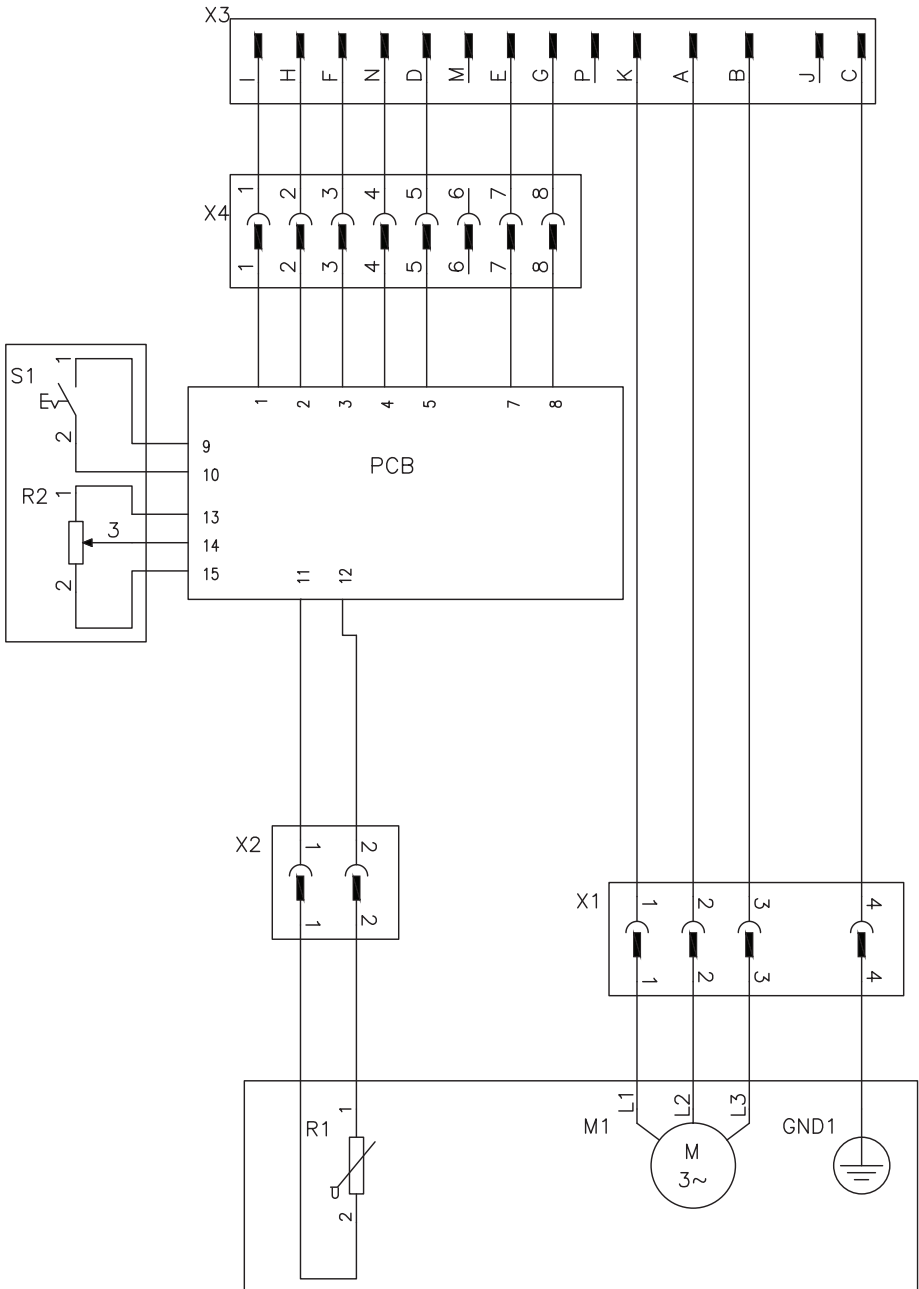 X3
I H F N D M E G P K A B J C
X4
1 2 3 4 5 6 7 8
1 2 3 4 5 6 7 8
S1
1
2
R2
1
3
2
1 2 3 4 5 7 8
9
10
13
14
15
PCB
11 12
X2
1 2
1 2
X1
1 2 3 4
1 2 3 4
R1
1
2
M1
L1 L2 L3
M
3~
GND1